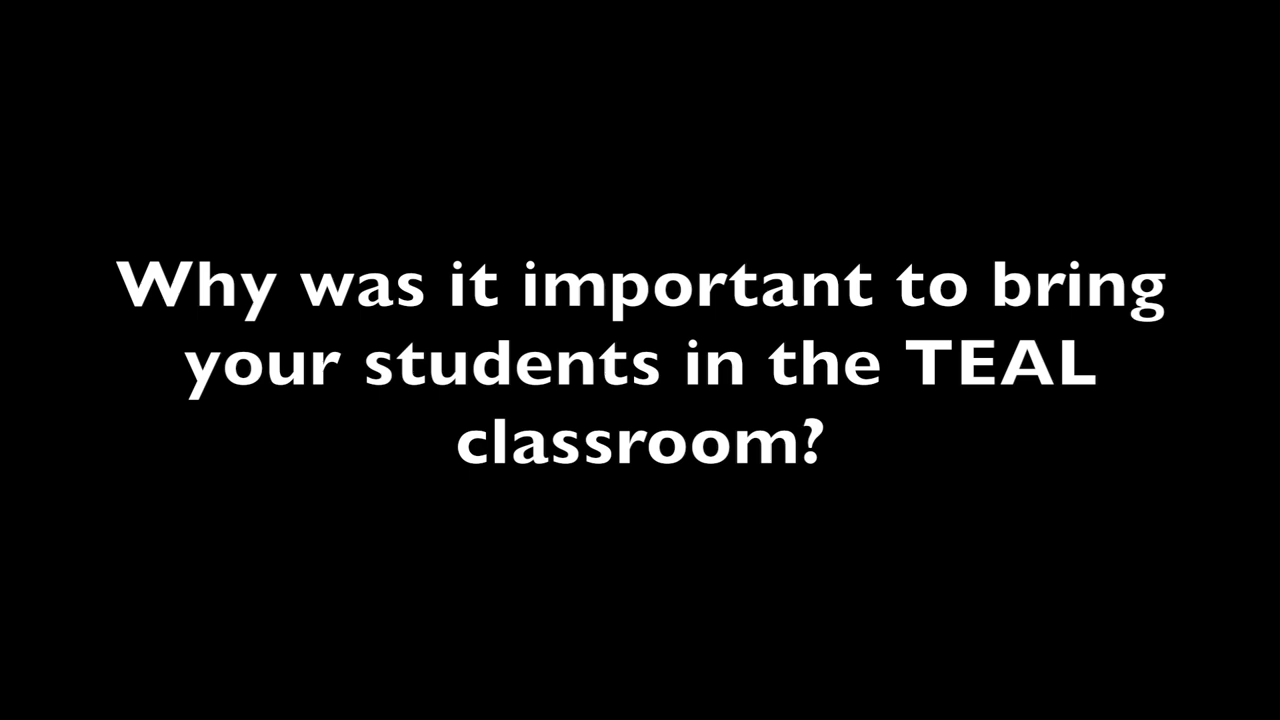 Why was it important to bring
your students in the TEAL
classroom?